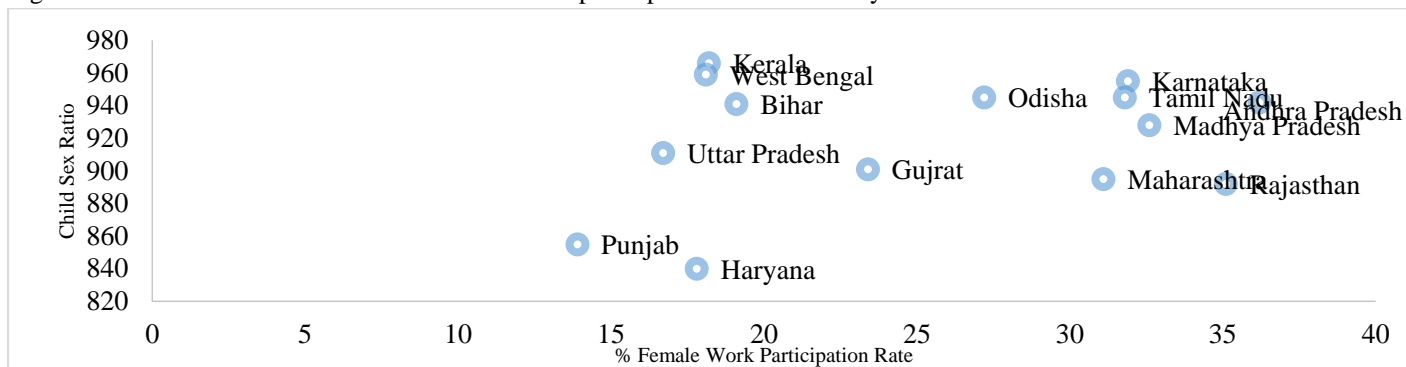 980
960
940
920
900
880
860
840
820
Child Sex Ratio
Kerala
West Bengal
Bihar
Uttar Pradesh
Punjab
Haryana
Gujrat
Odisha
Karnataka
Tamil Nadu
Andhra Pradesh
Madhya Pradesh
Maharashtra
Rajasthan
0 5 10 15 20 25 30 35 40
% Female Work Participation Rate